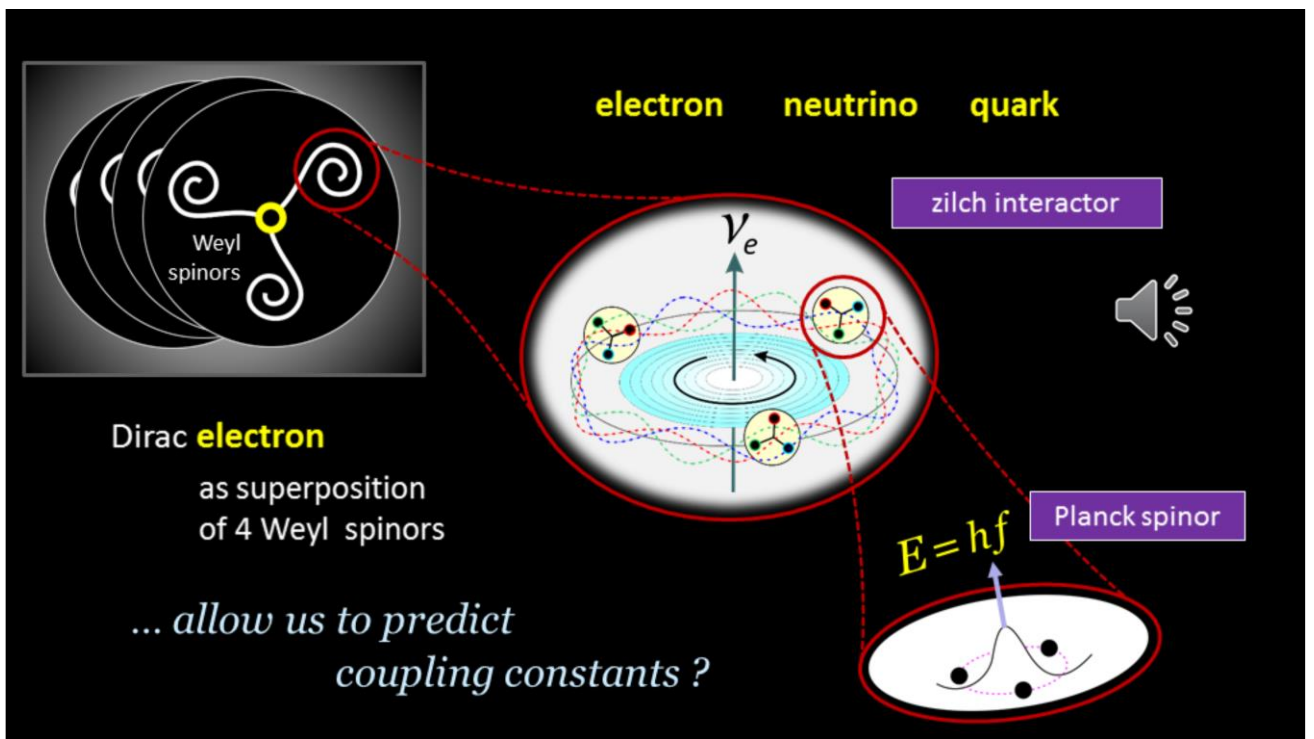 electron neutrino quark
zilch interactor
Weyl
spinors
νe
Dirac electron
as superposition
of 4 Weyl spinors
Planck spinor
E = hf
... allow us to predict
coupling constants ?